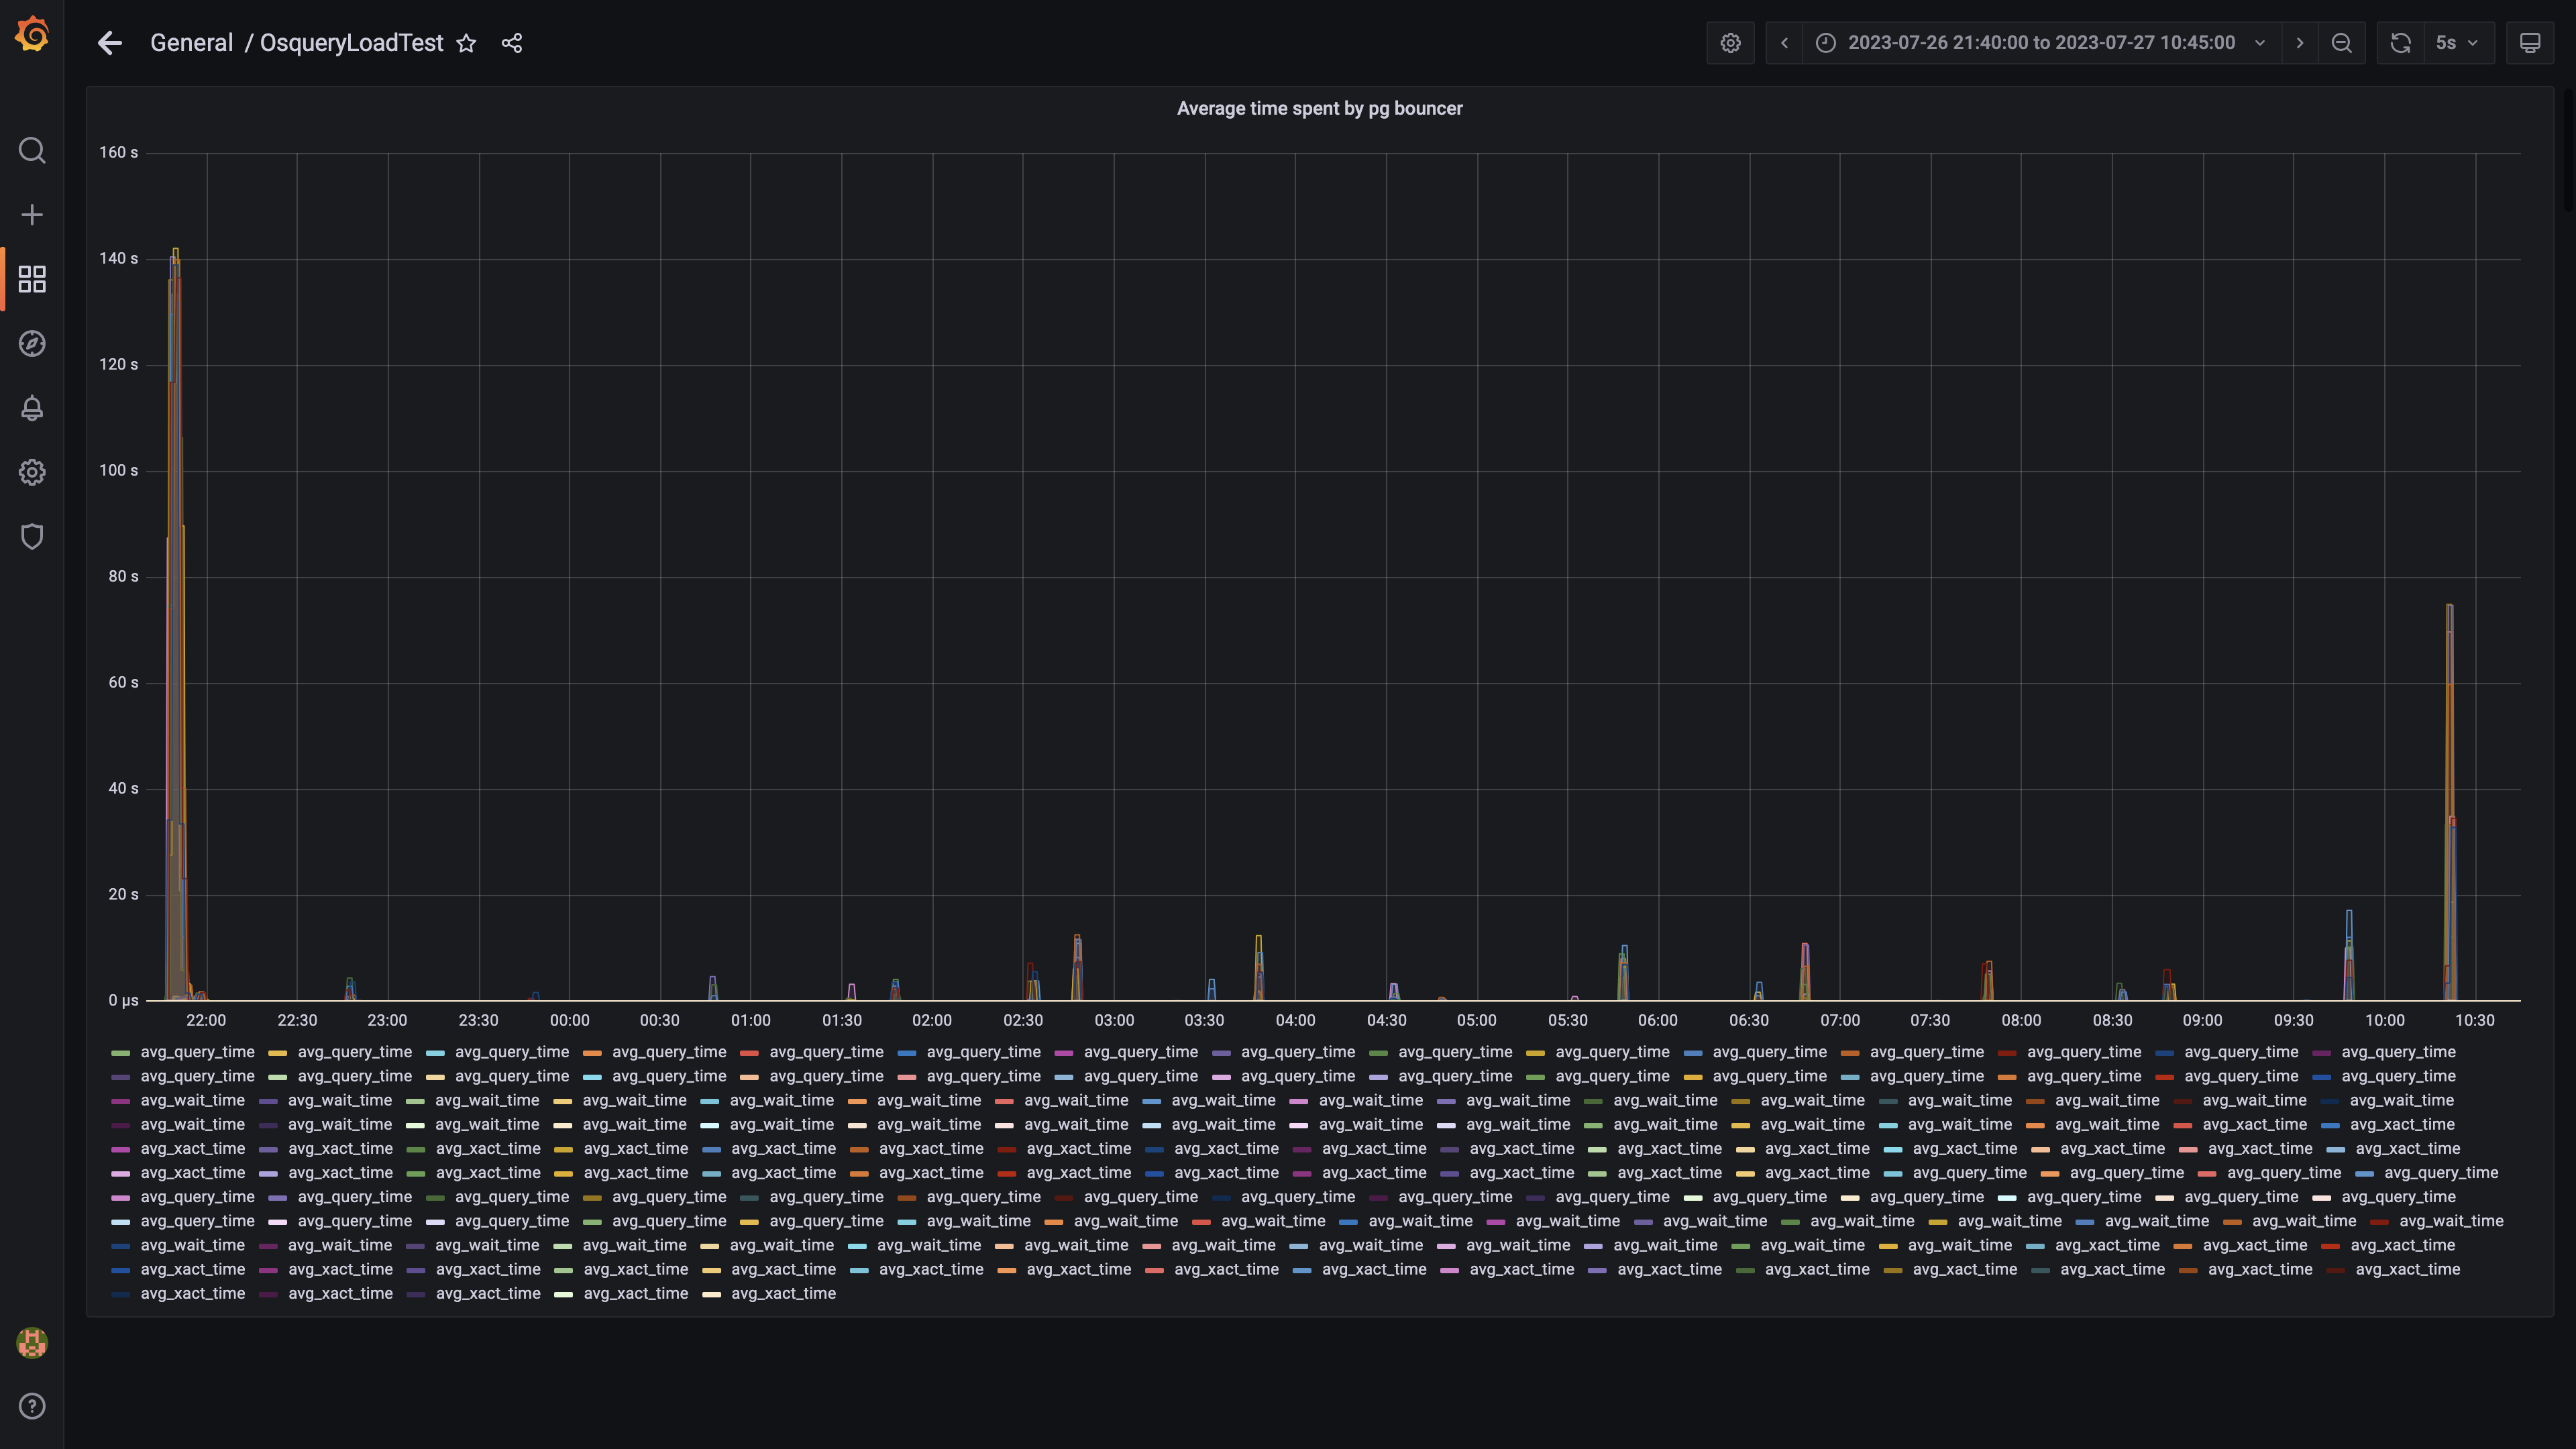 General / OsqueryLoadTest
2023-07-26 21:40:00 to 2023-07-27 10:45:00
5s
Average time spent by pg bouncer
160 s
140 s
120 s
100 s
80 s
60 s
40 s
20 s
0 μs
22:00 22:30 23:00 23:30 00:00 00:30 01:00 01:30 02:00 02:30 03:00 03:30 04:00 04:30 05:00 05:30 06:00 06:30 07:00 07:30 08:00 08:30 09:00 09:30 10:00 10:30
avg_query_time avg_query_time avg_query_time avg_query_time avg_query_time avg_query_time avg_query_time avg_query_time avg_query_time avg_query_time avg_query_time avg_query_time avg_query_time avg_query_time avg_query_time
avg_query_time avg_query_time avg_query_time avg_query_time avg_query_time avg_query_time avg_query_time avg_query_time avg_query_time avg_query_time avg_query_time avg_query_time avg_query_time avg_query_time avg_query_time
avg_wait_time avg_wait_time avg_wait_time avg_wait_time avg_wait_time avg_wait_time avg_wait_time avg_wait_time avg_wait_time avg_wait_time avg_wait_time avg_wait_time avg_wait_time avg_wait_time avg_wait_time avg_wait_time
avg_wait_time avg_wait_time avg_wait_time avg_wait_time avg_wait_time avg_wait_time avg_wait_time avg_wait_time avg_wait_time avg_wait_time avg_wait_time avg_wait_time avg_wait_time avg_wait_time avg_xact_time avg_xact_time
avg_xact_time avg_xact_time avg_xact_time avg_xact_time avg_xact_time avg_xact_time avg_xact_time avg_xact_time avg_xact_time avg_xact_time avg_xact_time avg_xact_time avg_xact_time avg_xact_time avg_xact_time avg_xact_time
avg_xact_time avg_xact_time avg_xact_time avg_xact_time avg_xact_time avg_xact_time avg_xact_time avg_xact_time avg_xact_time avg_xact_time avg_xact_time avg_xact_time avg_query_time avg_query_time avg_query_time avg_query_time
avg_query_time avg_query_time avg_query_time avg_query_time avg_query_time avg_query_time avg_query_time avg_query_time avg_query_time avg_query_time avg_query_time avg_query_time avg_query_time avg_query_time avg_query_time
avg_query_time avg_query_time avg_query_time avg_query_time avg_query_time avg_wait_time avg_wait_time avg_wait_time avg_wait_time avg_wait_time avg_wait_time avg_wait_time avg_wait_time avg_wait_time avg_wait_time avg_wait_time
avg_wait_time avg_wait_time avg_wait_time avg_wait_time avg_wait_time avg_wait_time avg_wait_time avg_wait_time avg_wait_time avg_wait_time avg_wait_time avg_wait_time avg_wait_time avg_xact_time avg_xact_time avg_xact_time
avg_xact_time avg_xact_time avg_xact_time avg_xact_time avg_xact_time avg_xact_time avg_xact_time avg_xact_time avg_xact_time avg_xact_time avg_xact_time avg_xact_time avg_xact_time avg_xact_time avg_xact_time avg_xact_time
avg_xact_time avg_xact_time avg_xact_time avg_xact_time avg_xact_time